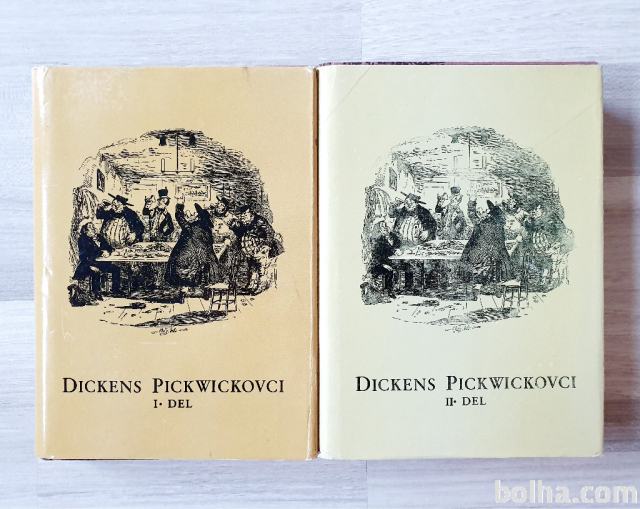 DICKENS PICKWICKOVCI
I. DEL
DICKENS PICKWICKOVCI
II. DEL
bolha.com